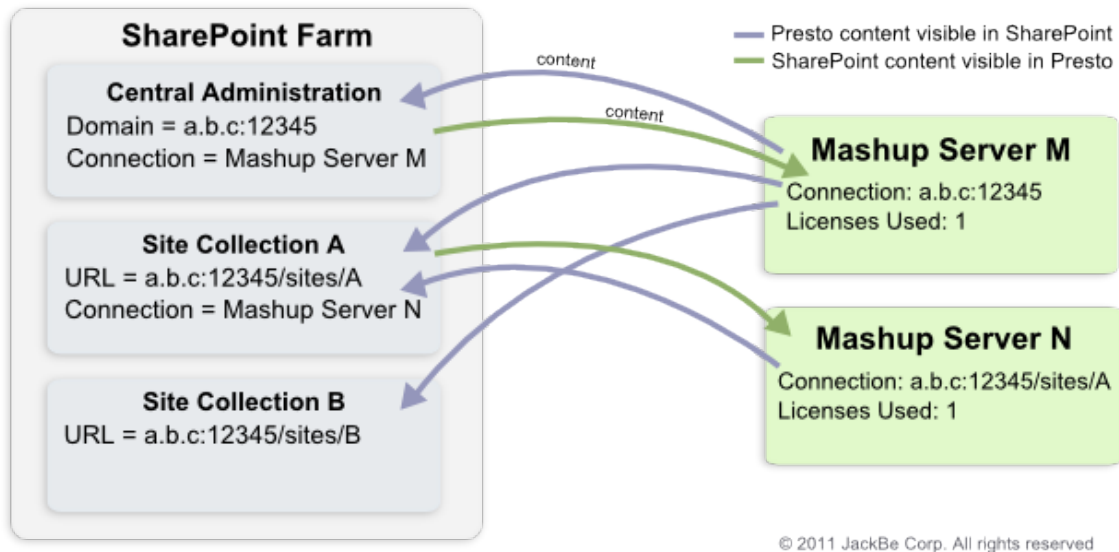 SharePoint Farm
Central Administration
Domain = a.b.c:12345
Connection = Mashup Server M
Site Collection A
URL = a.b.c:12345/sites/A
Connection = Mashup Server N
Site Collection B
URL = a.b.c:12345/sites/B
content
content
Presto content visible in SharePoint
SharePoint content visible in Presto
Mashup Server M
Connection: a.b.c:12345
Licenses Used: 1
Mashup Server N
Connection: a.b.c:12345/sites/A
Licenses Used: 1
© 2011 JackBe Corp. All rights reserved